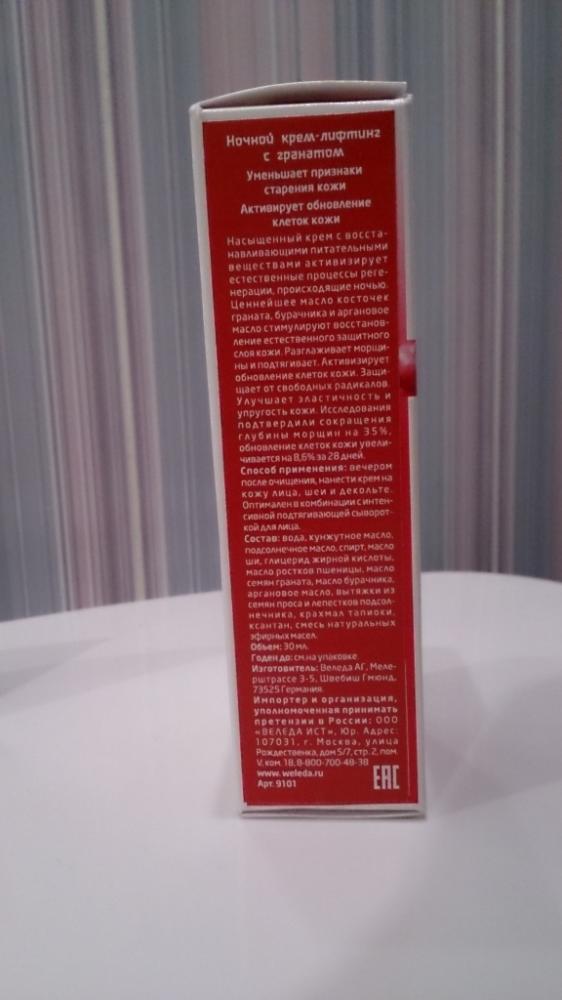 Ночной крем-лифтинг
с гранатом
Уменьшает признаки
старения кожи
Активирует обновление
клеток кожи
Насыщенный крем с восста-
навливающими питательными
веществами активизирует
естественные процессы реге-
нерации, происходящие ночью.
Ценнейшее масло косточек
граната, бурачника и аргановое
масло стимулируют восстанов-
ление естественного защитного
слоя кожи. Разглаживает морщи-
ны и подтягивает. Активизирует
обновление клеток кожи. Защи-
щает от свободных радикалов.
Улучшает эластичность и
упругость кожи. Исследования
подтвердили сокращения
глубины морщин на 35%,
обновление клеток кожи увели-
чивается на 8,6% за 28 дней.
Способ применения: вечером
после очищения, нанести крем на
кожу лица, шеи и декольте.
Оптимален в комбинации с интен-
сивной подтягивающей сыворот-
кой для лица.
Состав: вода, кунжутное масло,
подсолнечное масло, спирт, масло
ши, глицерид жирной кислоты,
масло ростков пшеницы, масло
семян граната, масло бурачника,
аргановое масло, вытяжки из
семян проса и лепестков подсол-
нечника, крахмал тапиоки,
ксантан, смесь натуральных
эфирных масел.
Объем: 30 мл.
Годен до: см.на упаковке
Изготовитель: Веледа АГ, Меле-
рштрассе 3-5, Швебиш Гмюнд,
73525 Германия.
Импортер и организация,
уполномоченная принимать
претензии в России: ООО
«ВЕЛЕДА ИСТ», Юр. Адрес:
107031, г. Москва, улица
Рождественка, дом 5/7, стр. 2, пом.
V, ком. 18. 8-800-700-48-38
www.weleda.ru
Арт. 9101
EAC